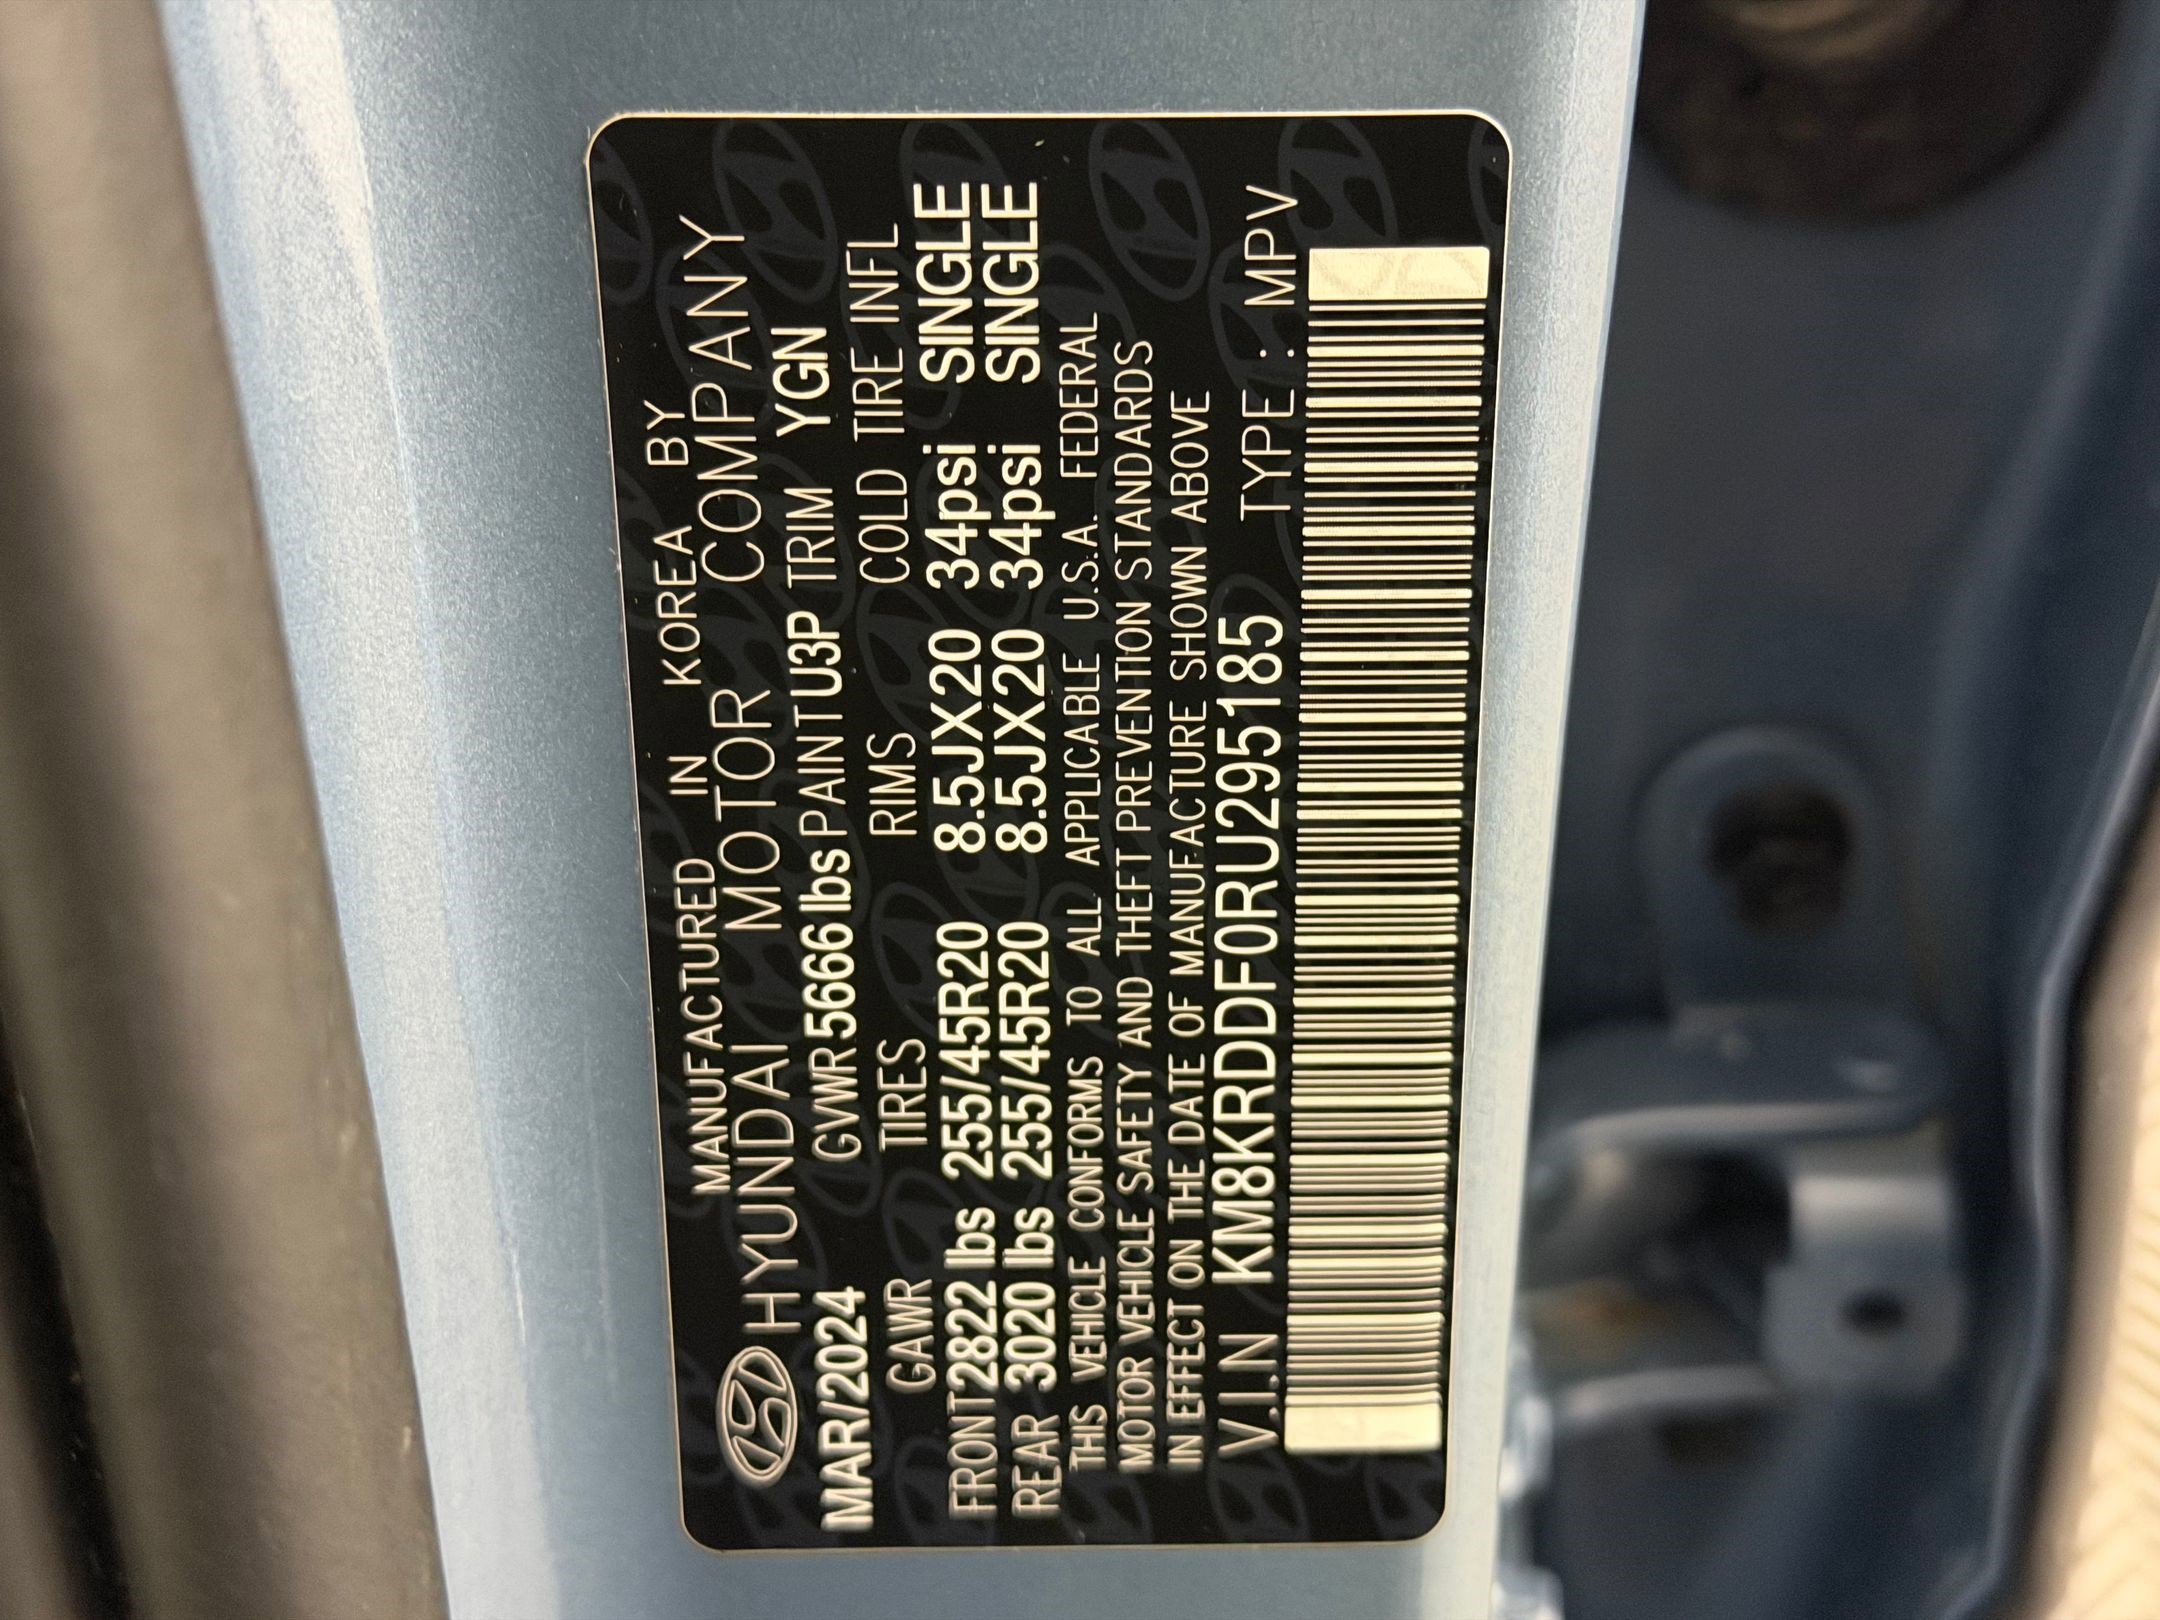 MANUFACTURED IN KOREA BY
HYUNDAI MOTOR COMPANY
MAR/2024 GVWR 5666 lbs PAINT U3P TRIM YGN
GAWR TIRES RIMS COLD TIRE INFL
FRONT 2822 lbs 255/45R20 8.5JX20 34psi SINGLE
REAR 3020 lbs 255/45R20 8.5JX20 34psi SINGLE
THIS VEHICLE CONFORMS TO ALL APPLICABLE U.S.A. FEDERAL
MOTOR VEHICLE SAFETY AND THEFT PREVENTION STANDARDS
IN EFFECT ON THE DATE OF MANUFACTURE SHOWN ABOVE
V.I.N KM8KRDDF0RU295185 TYPE : MPV